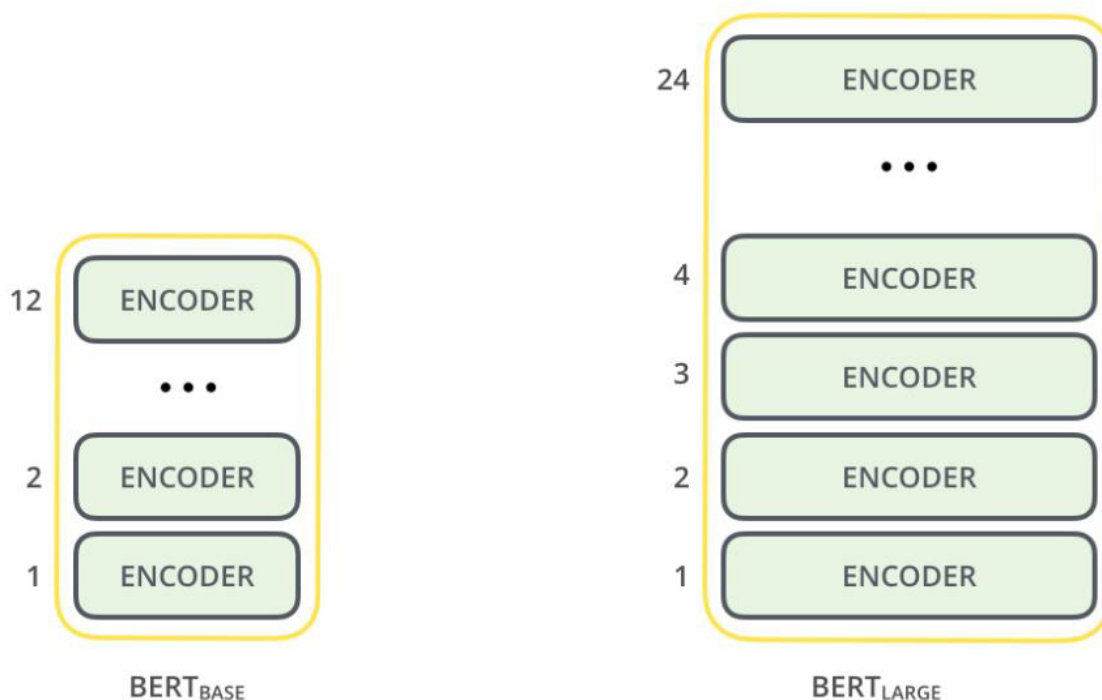 24 ENCODER
...
4 ENCODER
12 ENCODER
3 ENCODER
...
2 ENCODER
2 ENCODER
1 ENCODER
1 ENCODER
BERTBASE
BERTLARGE